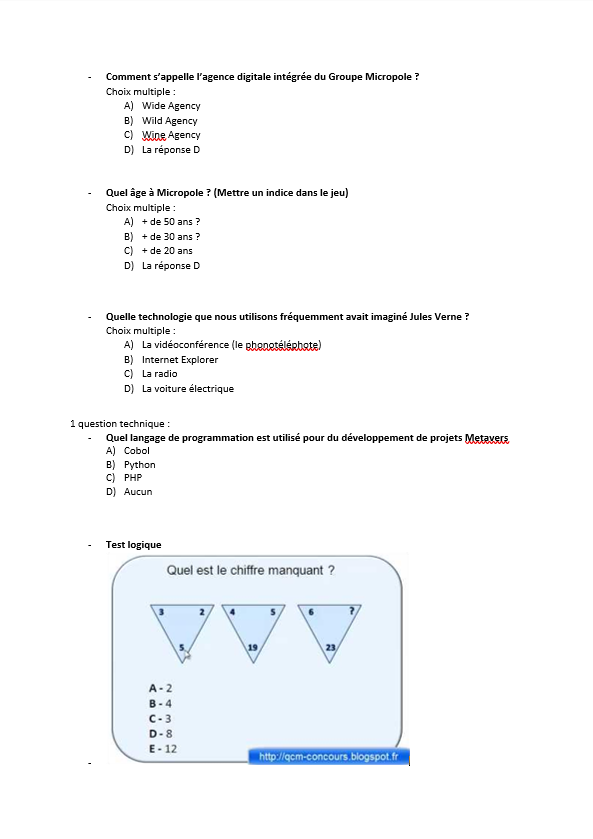 - Comment s'appelle l'agence digitale intégrée du Groupe Micropole ?
Choix multiple :
A) Wide Agency
B) Wild Agency
C) Wine Agency
D) La réponse D
- Quel âge à Micropole ? (Mettre un indice dans le jeu)
Choix multiple :
A) + de 50 ans ?
B) + de 30 ans ?
C) + de 20 ans
D) La réponse D
- Quelle technologie que nous utilisons fréquemment avait imaginé Jules Verne ?
Choix multiple :
A) La vidéoconférence (le phonotéléphote)
B) Internet Explorer
C) La radio
D) La voiture électrique
1 question technique :
- Quel langage de programmation est utilisé pour du développement de projets Metavers
A) Cobol
B) Python
C) PHP
D) Aucun
- Test logique
Quel est le chiffre manquant ?
3 2 4 5 6 ?
5 19 23
A - 2
B - 4
C - 3
D - 8
E - 12
http://qcm-concours.blogspot.fr
-